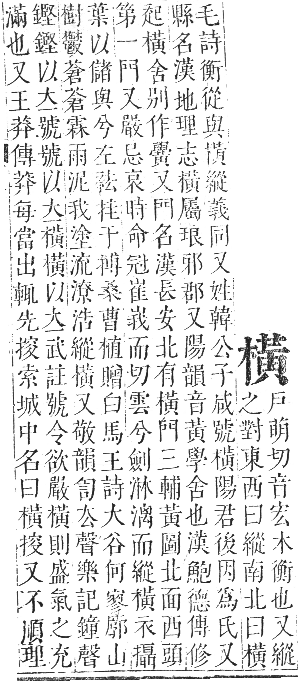 橫
戶萌切音宏木衡也又縱
之對東西曰縱南北曰橫
毛詩衡從與橫縱義同又姓韓公子咸號橫陽君後因爲氏又
縣名漢地理志橫屬琅邪郡又陽韻音黃學舍也漢鮑德傳修
起橫舍別作黌又門名漢長安北有橫門三輔黃圖北面西頭
第一門又嚴忌哀時命冠崔嵬而切雲兮劍淋漓而縱橫衣攝
葉以儲與兮左袪挂于榑桑曹植贈白馬王詩大谷何寥廓山
樹鬱蒼蒼霖雨泥我塗流潦浩縱橫又敬韻訇去聲樂記鐘聲
鏗鏗以立號號以立橫橫以立武註號令欲嚴橫則盛氣之充
滿也又王莽傳莽每當出輒先搜索城中名曰橫搜又不順理